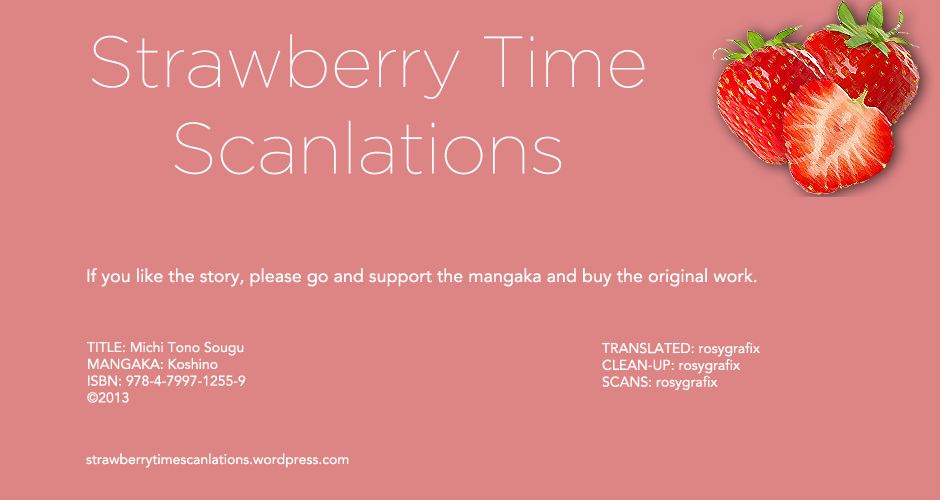 Strawberry Time
Scanlations
If you like the story, please go and support the mangaka and buy the original work.
TITLE: Michi Tono Sougu
MANGAKA: Koshino
ISBN: 978-4-7997-1255-9
©2013
TRANSLATED: rosygrafix
CLEAN-UP: rosygrafix
SCANS: rosygrafix
strawberrytimescanlations.wordpress.com